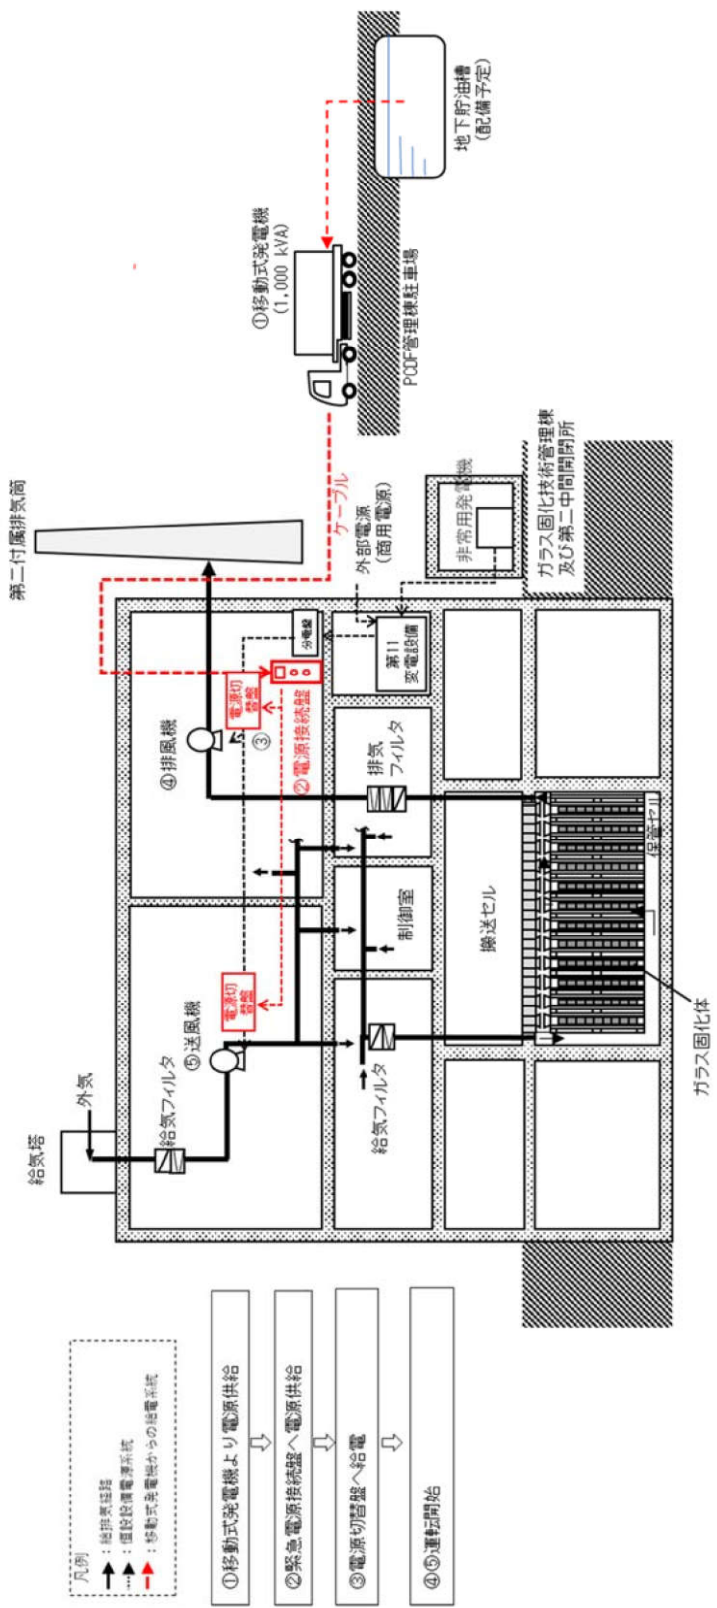 凡例
：給排気経路
：恒設設備電源系統
：移動式発電機からの給電系統
①移動式発電機より電源供給
②緊急電源接続盤へ電源供給
③電源切替盤へ給電
④⑤運転開始
給気塔
外気
給気フィルタ
⑤送風機
電源切
替盤
給気フィルタ
制御室
搬送セル
保管セル
ガラス固化体
④排風機
電源切
替盤
③
②電源接続盤
分電盤
排気
フィルタ
第11
変電設備
外部電源
(商用電源)
ケーブル
第二付属排気筒
非常用発電機
ガラス固化技術管理棟
及び第二中間開閉所
①移動式発電機
(1,000 kVA)
PCDF管理棟駐車場
地下貯油槽
(配備予定)